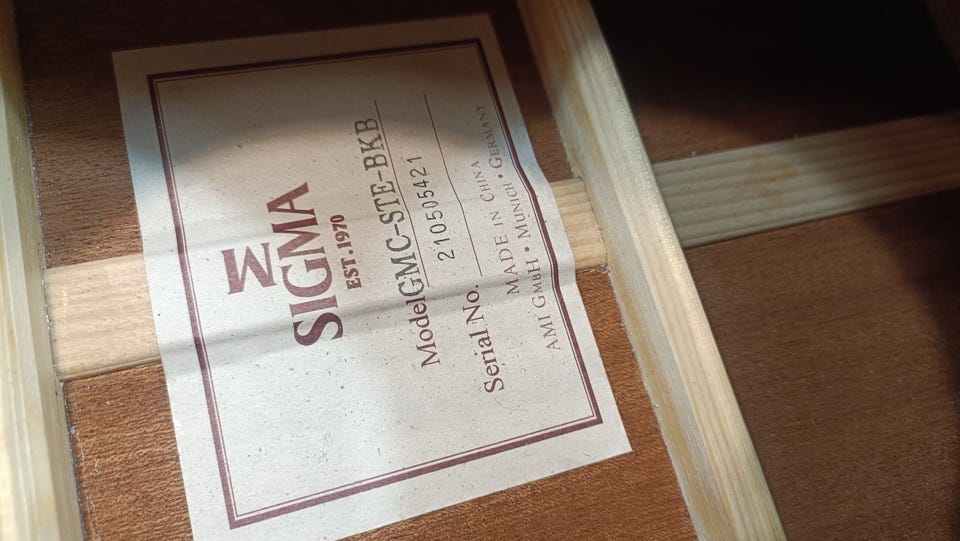 Σ
SIGMA
EST.1970
Model GMC-STE-BKB
Serial No. 210505421
MADE IN CHINA
AMI GMBH • MUNICH • GERMANY